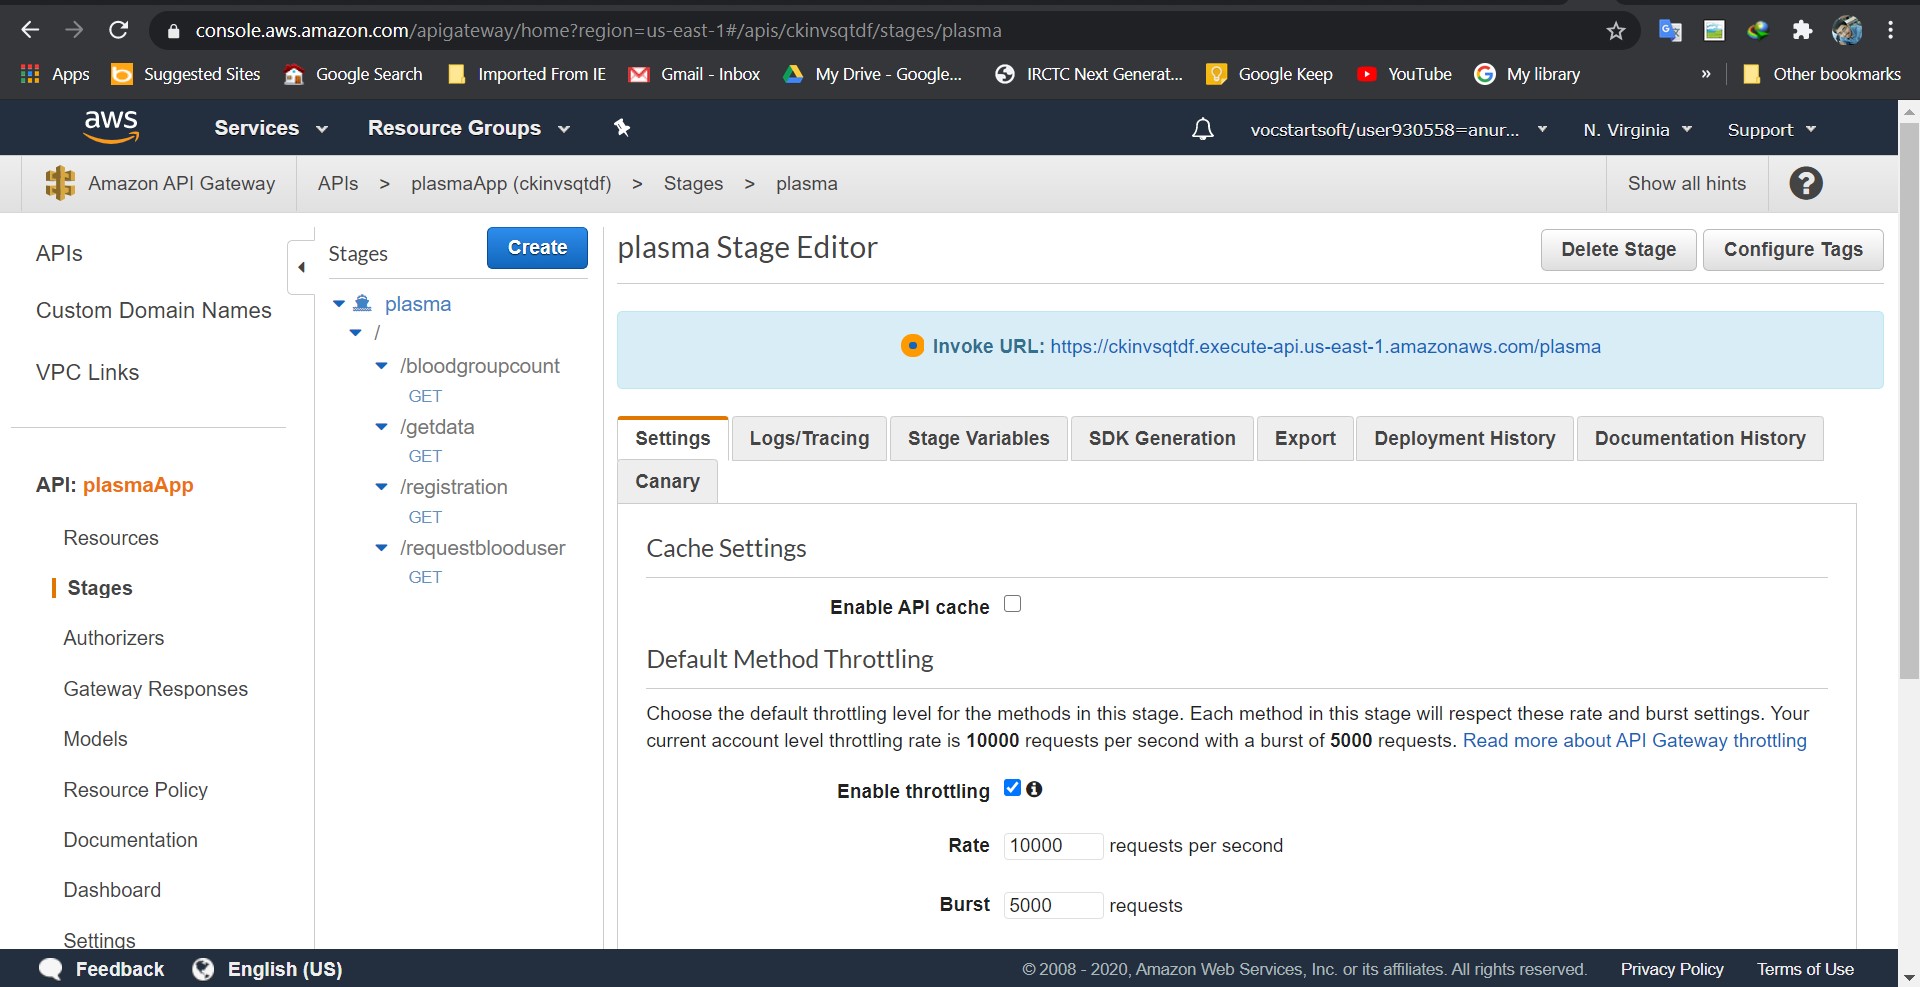 console.aws.amazon.com/apigateway/home?region=us-east-1#/apis/ckinvsqtdf/stages/plasma
Apps Suggested Sites Google Search Imported From IE Gmail - Inbox My Drive - Google... IRCTC Next Generat... Google Keep YouTube My library » Other bookmarks
aws Services Resource Groups vocstartsoft/user930558=anur... N. Virginia Support
Amazon API Gateway APIs > plasmaApp (ckinvsqtdf) > Stages > plasma Show all hints ?
APIs
Custom Domain Names
VPC Links
API: plasmaApp
Resources
Stages
Authorizers
Gateway Responses
Models
Resource Policy
Documentation
Dashboard
Settings
Stages Create
plasma
/
/bloodgroupcount
GET
/getdata
GET
/registration
GET
/requestblooduser
GET
plasma Stage Editor
Delete Stage Configure Tags
Invoke URL: https://ckinvsqtdf.execute-api.us-east-1.amazonaws.com/plasma
Settings Logs/Tracing Stage Variables SDK Generation Export Deployment History Documentation History
Canary
Cache Settings
Enable API cache
Default Method Throttling
Choose the default throttling level for the methods in this stage. Each method in this stage will respect these rate and burst settings. Your
current account level throttling rate is 10000 requests per second with a burst of 5000 requests. Read more about API Gateway throttling
Enable throttling
Rate 10000 requests per second
Burst 5000 requests
Feedback English (US) © 2008 - 2020, Amazon Web Services, Inc. or its affiliates. All rights reserved. Privacy Policy Terms of Use